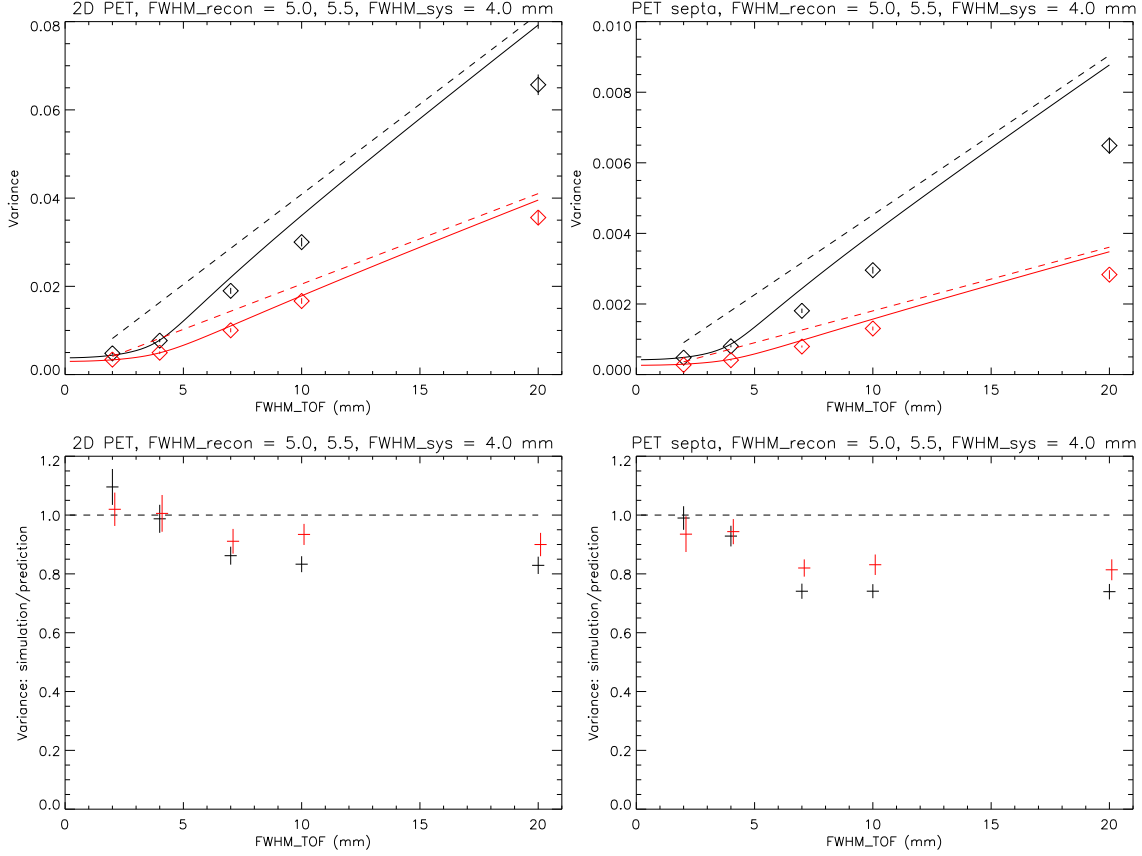 2D PET, FWHM_recon = 5.0, 5.5, FWHM_sys = 4.0 mm
0.08
0.06
0.04
0.02
0.00
Variance
0 5 10 15 20
FWHM_TOF (mm)
PET septa, FWHM_recon = 5.0, 5.5, FWHM_sys = 4.0 mm
0.010
0.008
0.006
0.004
0.002
0.000
Variance
0 5 10 15 20
FWHM_TOF (mm)
2D PET, FWHM_recon = 5.0, 5.5, FWHM_sys = 4.0 mm
1.2
1.0
0.8
0.6
0.4
0.2
0.0
Variance: simulation/prediction
0 5 10 15 20
FWHM_TOF (mm)
PET septa, FWHM_recon = 5.0, 5.5, FWHM_sys = 4.0 mm
1.2
1.0
0.8
0.6
0.4
0.2
0.0
Variance: simulation/prediction
0 5 10 15 20
FWHM_TOF (mm)